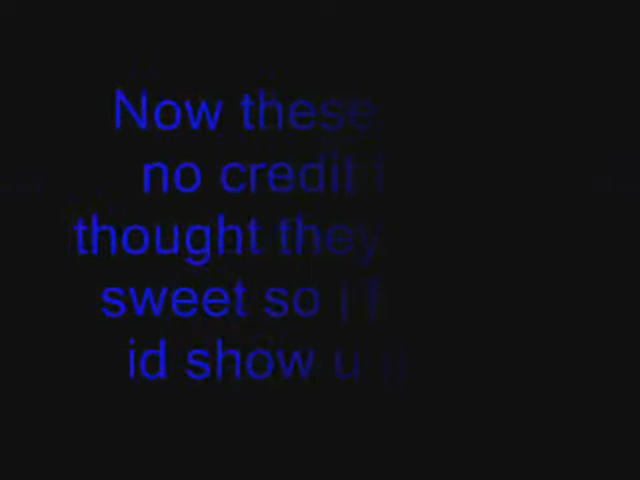 Now these
no credit i
thought they
sweet so i
id show u